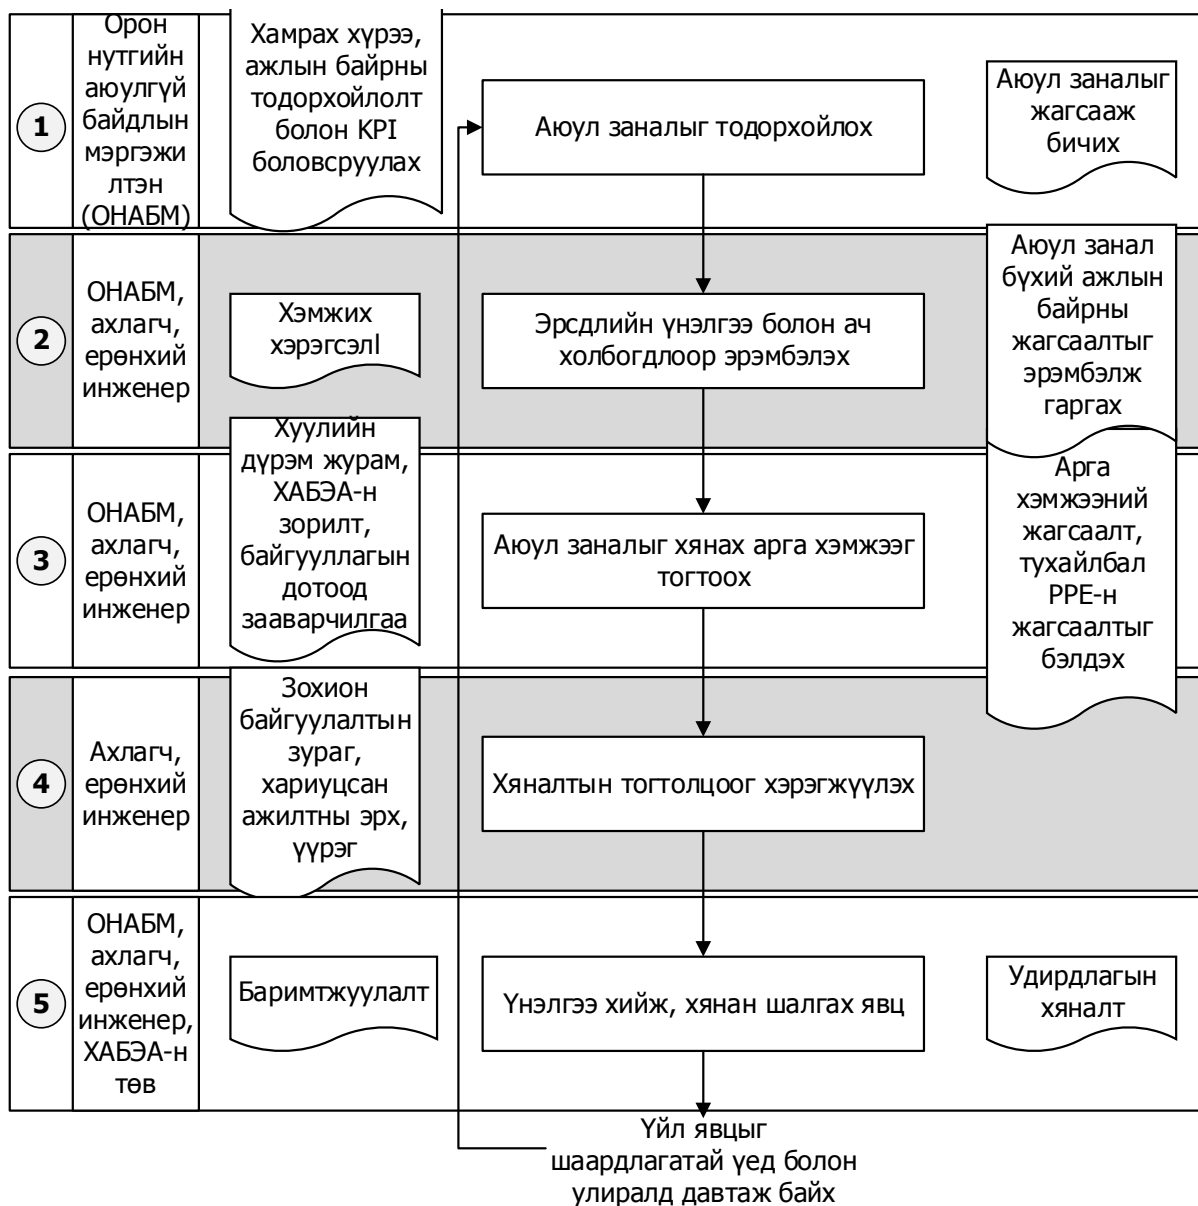 1
Орон
нутгийн
аюулгүй
байдлын
мэргэжи
лтэн
(ОНАБМ)
Хамрах хүрээ,
ажлын байрны
тодорхойлолт
болон KPI
боловсруулах
Аюул заналыг тодорхойлох
Аюул заналыг
жагсааж
бичих
2
ОНАБМ,
ахлагч,
ерөнхий
инженер
Хэмжих
хэрэгсэлl
Эрсдлийн үнэлгээ болон ач
холбогдлоор эрэмбэлэх
Аюул занал
бүхий ажлын
байрны
жагсаалтыг
эрэмбэлж
гаргах
3
ОНАБМ,
ахлагч,
ерөнхий
инженер
Хуулийн
дүрэм журам,
ХАБЭА-н
зорилт,
байгууллагын
дотоод
зааварчилгаа
Аюул заналыг хянах арга хэмжээг
тогтоох
Арга
хэмжээний
жагсаалт,
тухайлбал
PPE-н
жагсаалтыг
бэлдэх
4
Ахлагч,
ерөнхий
инженер
Зохион
байгуулалтын
зураг,
хариуцсан
ажилтны эрх,
үүрэг
Хяналтын тогтолцоог хэрэгжүүлэх
5
ОНАБМ,
ахлагч,
ерөнхий
инженер,
ХАБЭА-н
төв
Баримтжуулалт
Үнэлгээ хийж, хянан шалгах явц
Удирдлагын
хяналт
Үйл явцыг
шаардлагатай үед болон
улиралд давтаж байх